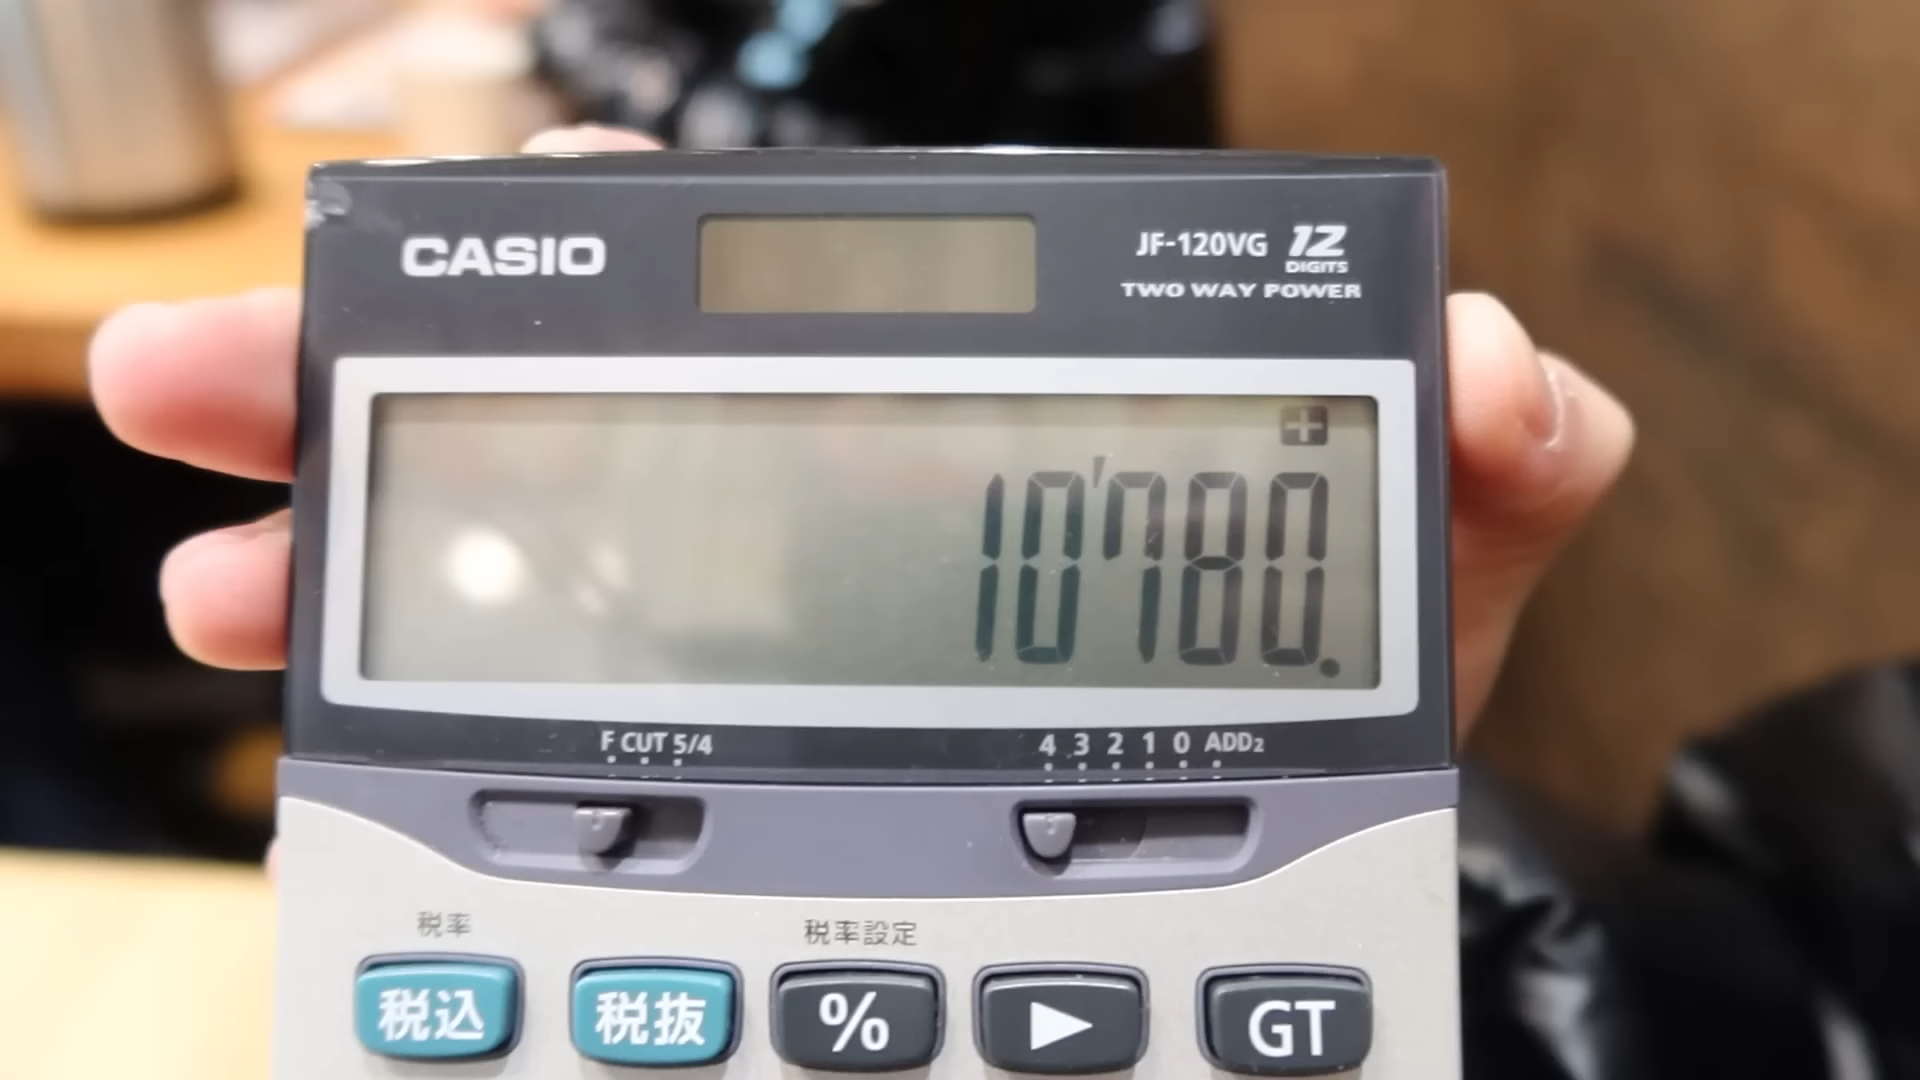 CASIO
JF-120VG 12
DIGITS
TWO WAY POWER
+
10'780.
F CUT 5/4
4 3 2 1 0 ADD2
税率
税率設定
税込
税抜
%
▶
GT